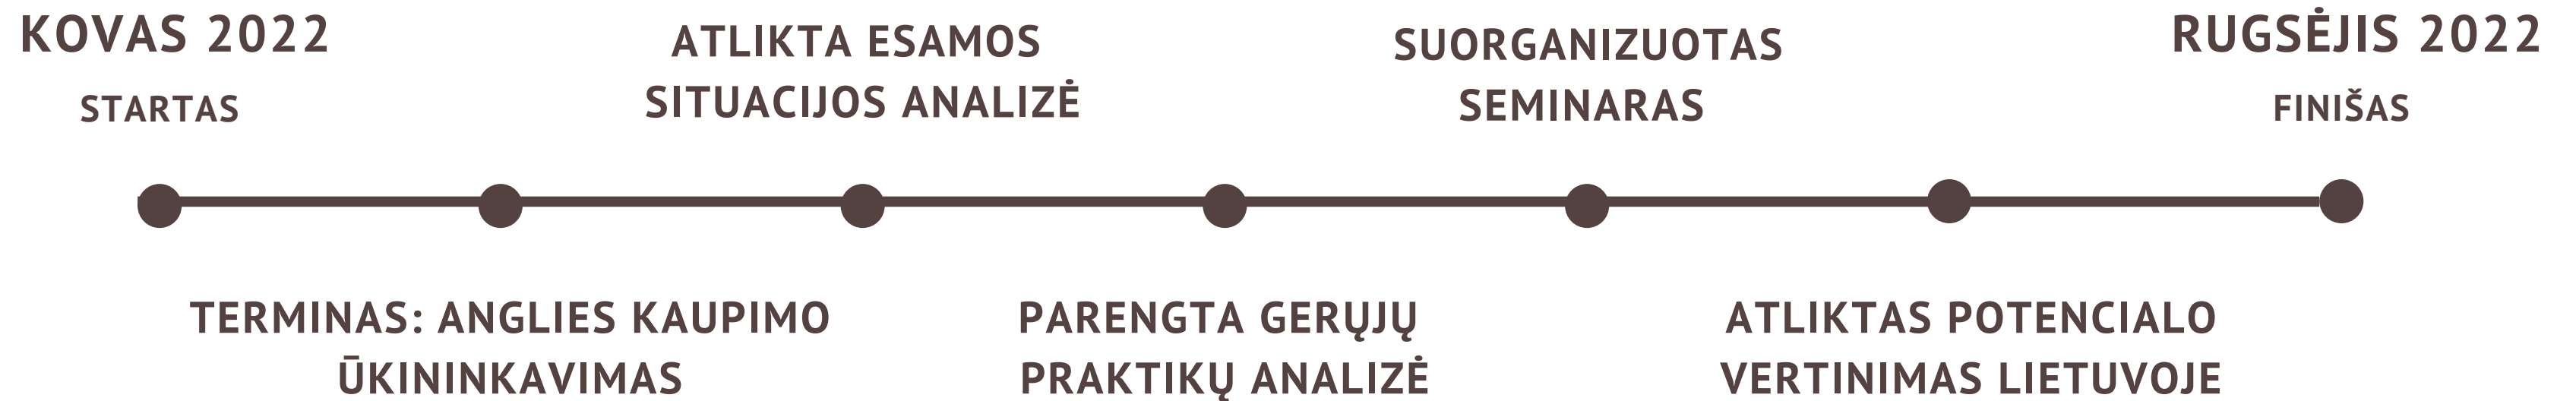 KOVAS 2022
STARTAS
TERMINAS: ANGLIES KAUPIMO
ŪKININKAVIMAS
ATLIKTA ESAMOS
SITUACIJOS ANALIZĖ
PARENGTA GERŲJŲ
PRAKTIKŲ ANALIZĖ
SUORGANIZUOTAS
SEMINARAS
ATLIKTAS POTENCIALO
VERTINIMAS LIETUVOJE
RUGSĖJIS 2022
FINIŠAS